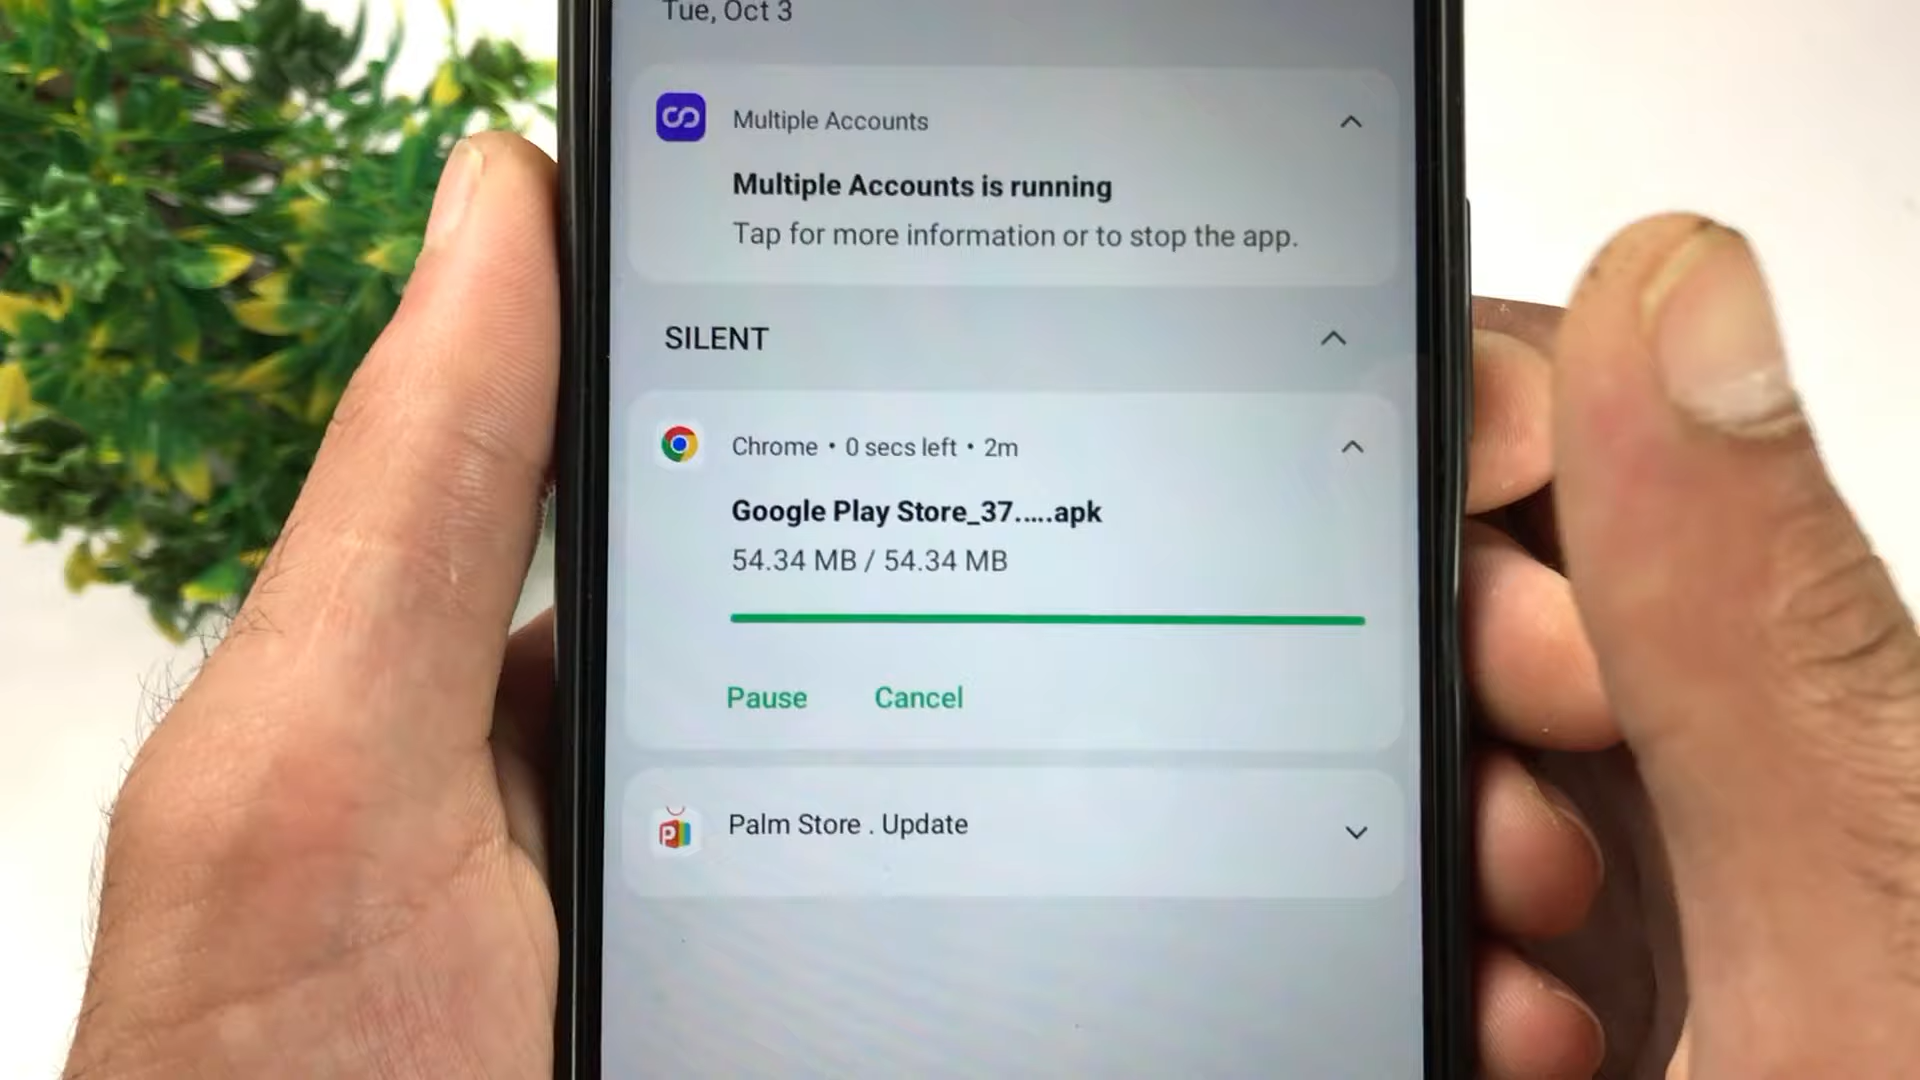 Tue, Oct 3
Multiple Accounts
Multiple Accounts is running
Tap for more information or to stop the app.
SILENT
Chrome • 0 secs left • 2m
Google Play Store_37.....apk
54.34 MB / 54.34 MB
Pause Cancel
P
Palm Store . Update